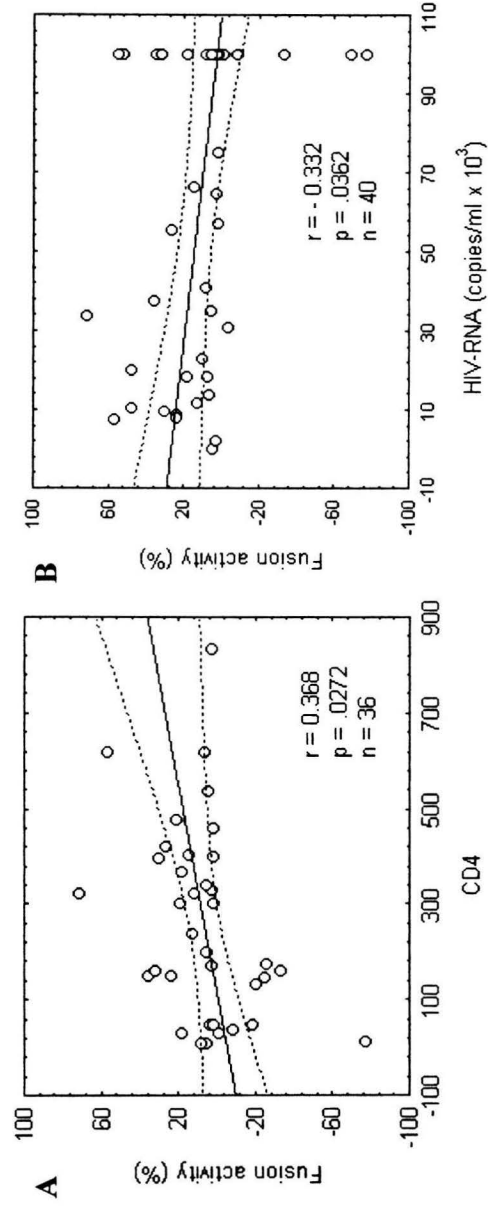 A
Fusion activity (%)
100
60
20
-20
-60
-100
r = 0.368
p = .0272
n = 36
-100
100
300
500
700
900
CD4
B
Fusion activity (%)
100
60
20
-20
-60
-100
r = - 0.332
p = .0362
n = 40
-10
10
30
50
70
90
110
HIV-RNA (copies/ml x 10³)